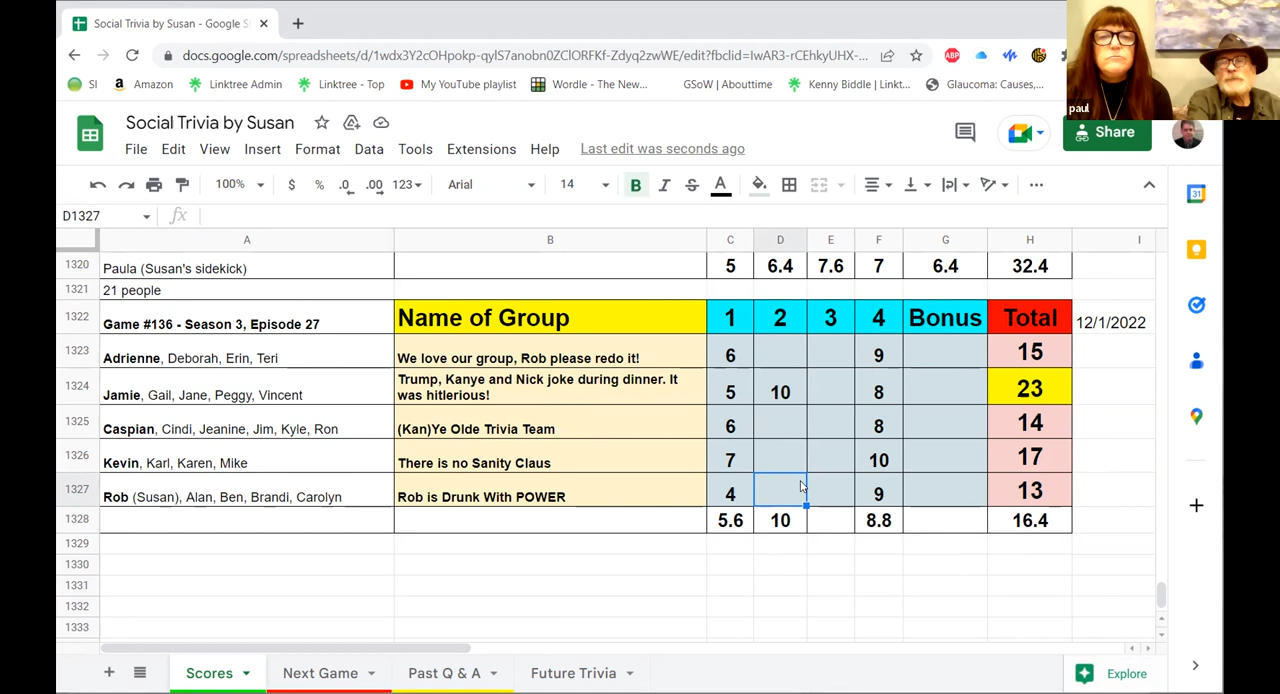 Social Trivia by Susan - Google S
docs.google.com/spreadsheets/d/
SI Amazon Linktree Admin Linktree - Top My YouTube playlist Wordle - The New... GSoW | Abouttime Kenny Biddle | Linkt... Glaucoma: Causes,...
paul
Social Trivia by Susan
File Edit View Insert Format Data Tools Extensions Help Last edit was seconds ago
Share
100% $ % .0 .00 123 Arial 14 B I S A
D1327 fx
A B C D E F G H I
1320 Paula (Susan's sidekick) 5 6.4 7.6 7 6.4 32.4
1321 21 people
1322 Game #136 - Season 3, Episode 27 Name of Group 1 2 3 4 Bonus Total 12/1/2022
1323 Adrienne, Deborah, Erin, Teri We love our group, Rob please redo it! 6 9 15
1324 Jamie, Gail, Jane, Peggy, Vincent Trump, Kanye and Nick joke during dinner. It was hitlerious! 5 10 8 23
1325 Caspian, Cindi, Jeanine, Jim, Kyle, Ron (Kan)Ye Olde Trivia Team 6 8 14
1326 Kevin, Karl, Karen, Mike There is no Sanity Claus 7 10 17
1327 Rob (Susan), Alan, Ben, Brandi, Carolyn Rob is Drunk With POWER 4 9 13
1328 5.6 10 8.8 16.4
1329
1330
1331
1332
1333
Scores Next Game Past Q & A Future Trivia Explore